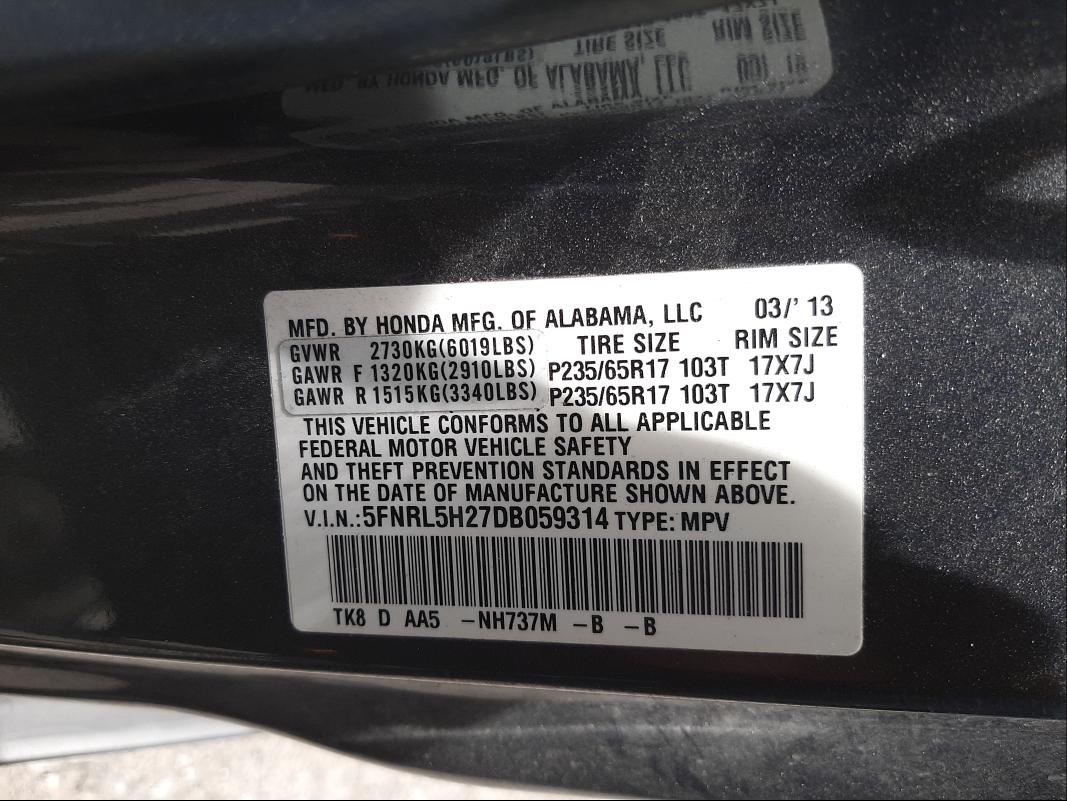 MFD. BY HONDA MFG. OF ALABAMA, LLC 03/' 13
GVWR 2730KG(6019LBS) TIRE SIZE RIM SIZE
GAWR F 1320KG(2910LBS) P235/65R17 103T 17X7J
GAWR R 1515KG(3340LBS) P235/65R17 103T 17X7J
THIS VEHICLE CONFORMS TO ALL APPLICABLE
FEDERAL MOTOR VEHICLE SAFETY
AND THEFT PREVENTION STANDARDS IN EFFECT
ON THE DATE OF MANUFACTURE SHOWN ABOVE.
V.I.N.:5FNRL5H27DB059314 TYPE: MPV
TK8 D AA5 -NH737M -B -B